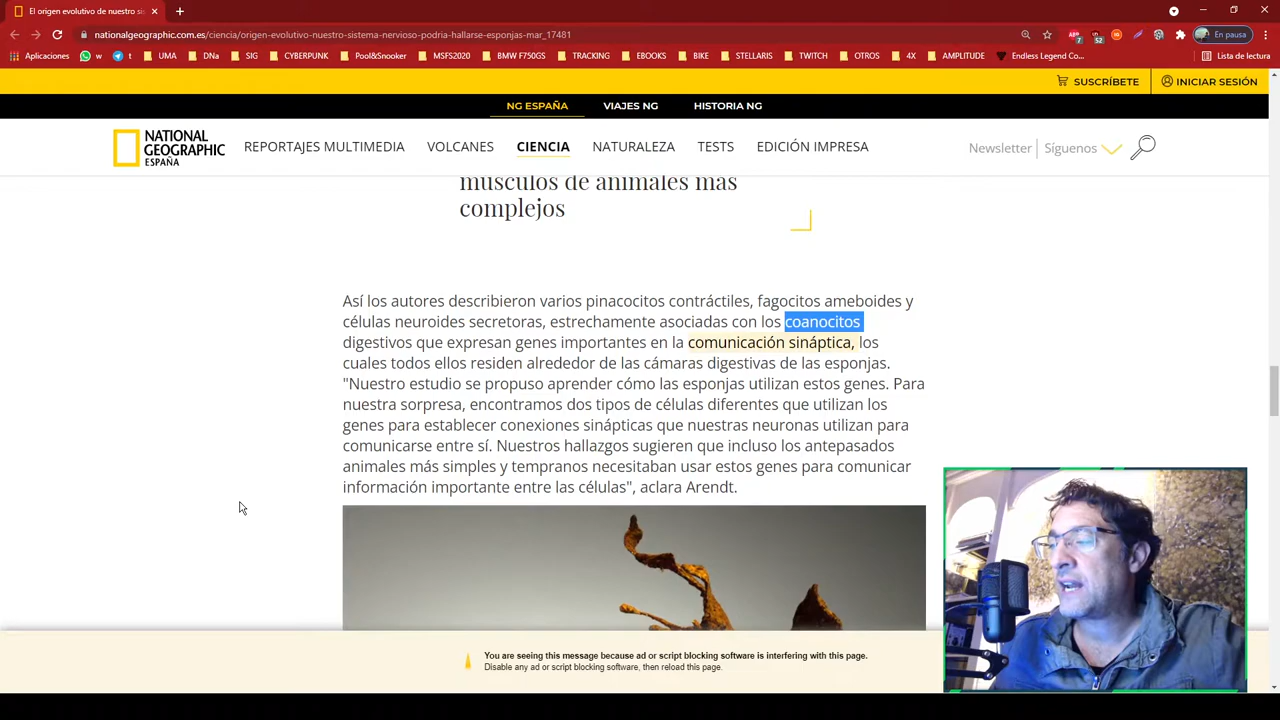 El origen evolutivo de nuestro sis
nationalgeographic.com.es/ciencia/origen-evolutivo-nuestro-sistema-nervioso-podria-hallarse-esponjas-mar_17481
7
52
En pausa
Aplicaciones w t UMA DNa SIG CYBERPUNK Pool&Snooker MSFS2020 BMW F750GS TRACKING EBOOKS BIKE STELLARIS TWITCH OTROS 4X AMPLITUDE Endless Legend Co... Lista de lectura
SUSCRÍBETE INICIAR SESIÓN
NG ESPAÑA VIAJES NG HISTORIA NG
NATIONAL
GEOGRAPHIC
ESPAÑA
REPORTAJES MULTIMEDIA VOLCANES CIENCIA NATURALEZA TESTS EDICIÓN IMPRESA Newsletter Síguenos
músculos de animales más
complejos
Así los autores describieron varios pinacocitos contráctiles, fagocitos ameboides y
células neuroides secretoras, estrechamente asociadas con los coanocitos
digestivos que expresan genes importantes en la comunicación sináptica, los
cuales todos ellos residen alrededor de las cámaras digestivas de las esponjas.
"Nuestro estudio se propuso aprender cómo las esponjas utilizan estos genes. Para
nuestra sorpresa, encontramos dos tipos de células diferentes que utilizan los
genes para establecer conexiones sinápticas que nuestras neuronas utilizan para
comunicarse entre sí. Nuestros hallazgos sugieren que incluso los antepasados
animales más simples y tempranos necesitaban usar estos genes para comunicar
información importante entre las células", aclara Arendt.
You are seeing this message because ad or script blocking software is interfering with this page.
Disable any ad or script blocking software, then reload this page.